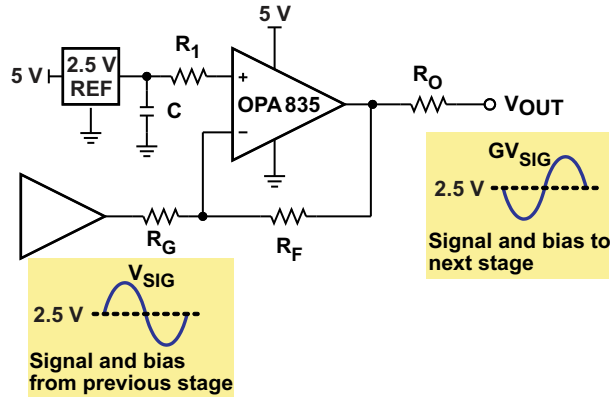 5 V
R1
5 V
2.5 V
REF
C
+
OPA835
−
RO
VOUT
GVSIG
2.5 V
Signal and bias to
next stage
RG
RF
VSIG
2.5 V
Signal and bias
from previous stage